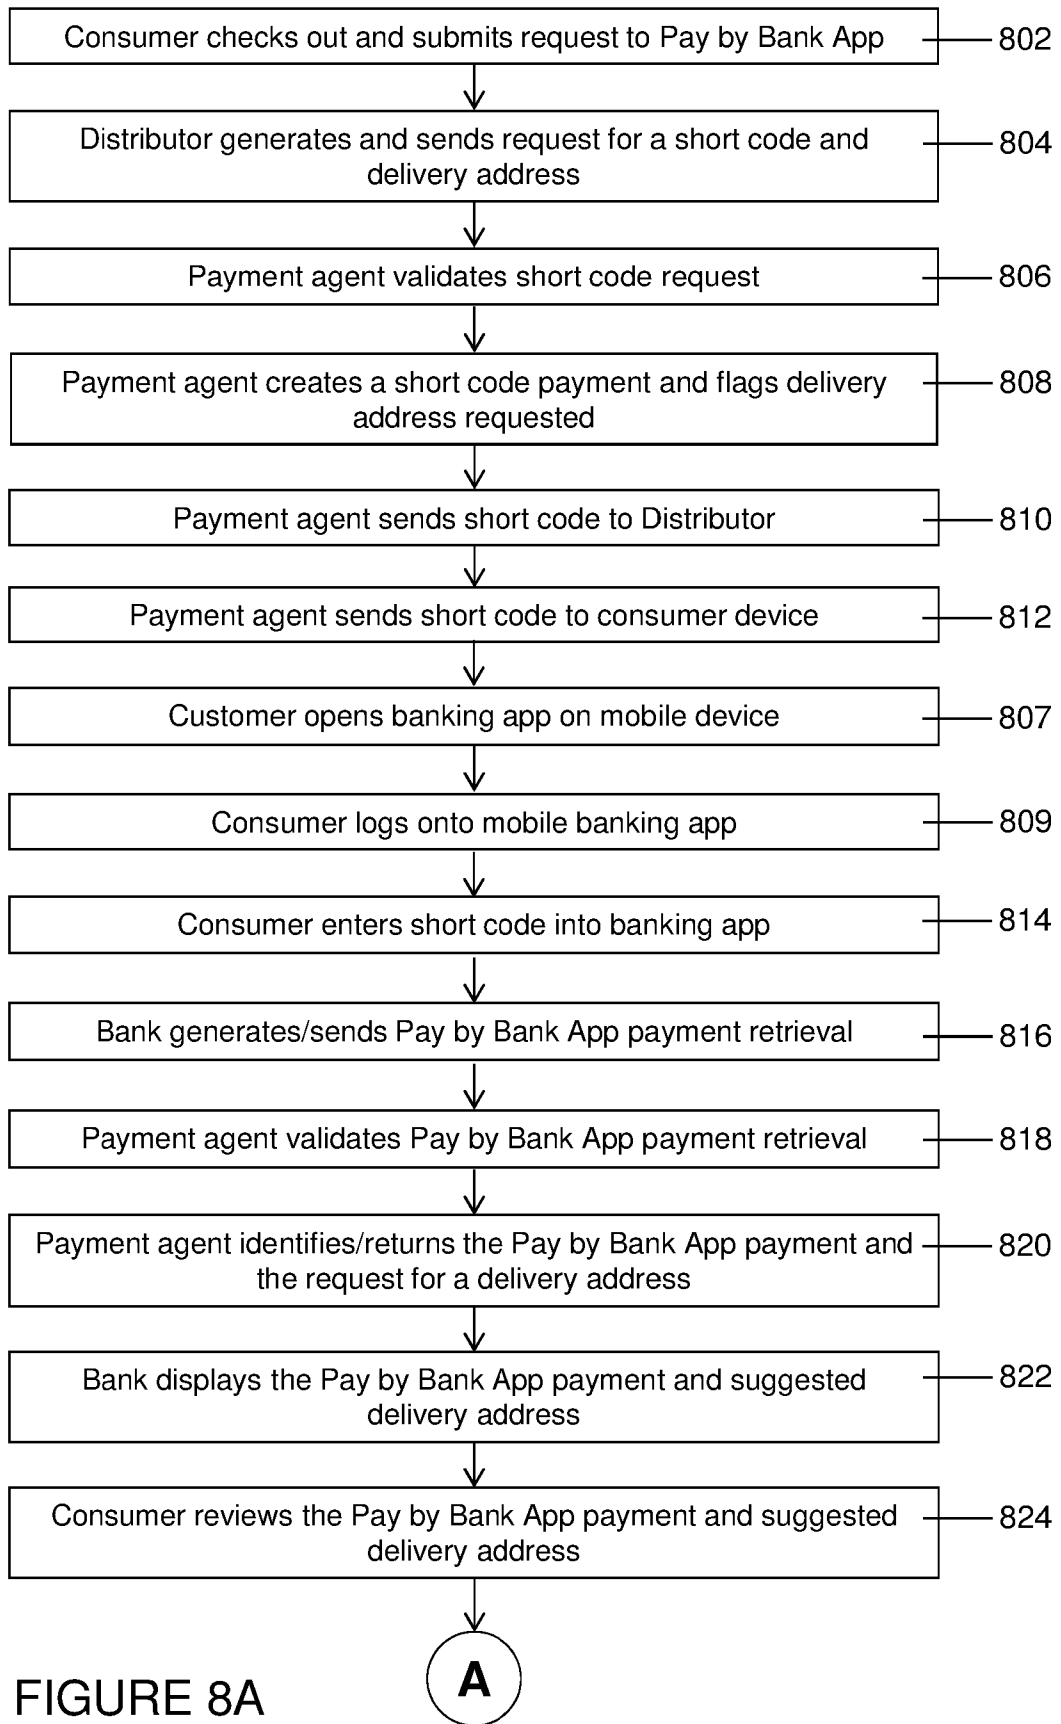 Consumer checks out and submits request to Pay by Bank App 802
Distributor generates and sends request for a short code and 804
delivery address
Payment agent validates short code request 806
Payment agent creates a short code payment and flags delivery 808
address requested
Payment agent sends short code to Distributor 810
Payment agent sends short code to consumer device 812
Customer opens banking app on mobile device 807
Consumer logs onto mobile banking app 809
Consumer enters short code into banking app 814
Bank generates/sends Pay by Bank App payment retrieval 816
Payment agent validates Pay by Bank App payment retrieval 818
Payment agent identifies/returns the Pay by Bank App payment and 820
the request for a delivery address
Bank displays the Pay by Bank App payment and suggested 822
delivery address
Consumer reviews the Pay by Bank App payment and suggested 824
delivery address
A
FIGURE 8A